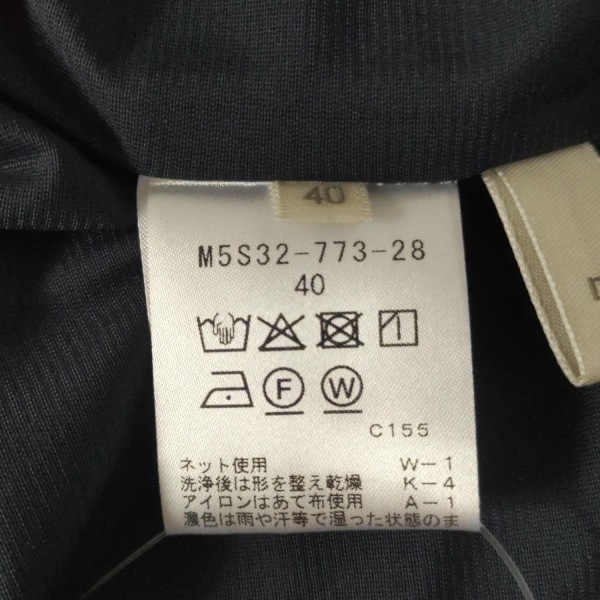 40
M5S32-773-28
40
F W
C155
ネット使用 W-1
洗浄後は形を整え乾燥 K-4
アイロンはあて布使用 A-1
濃色は雨や汗等で湿った状態のま